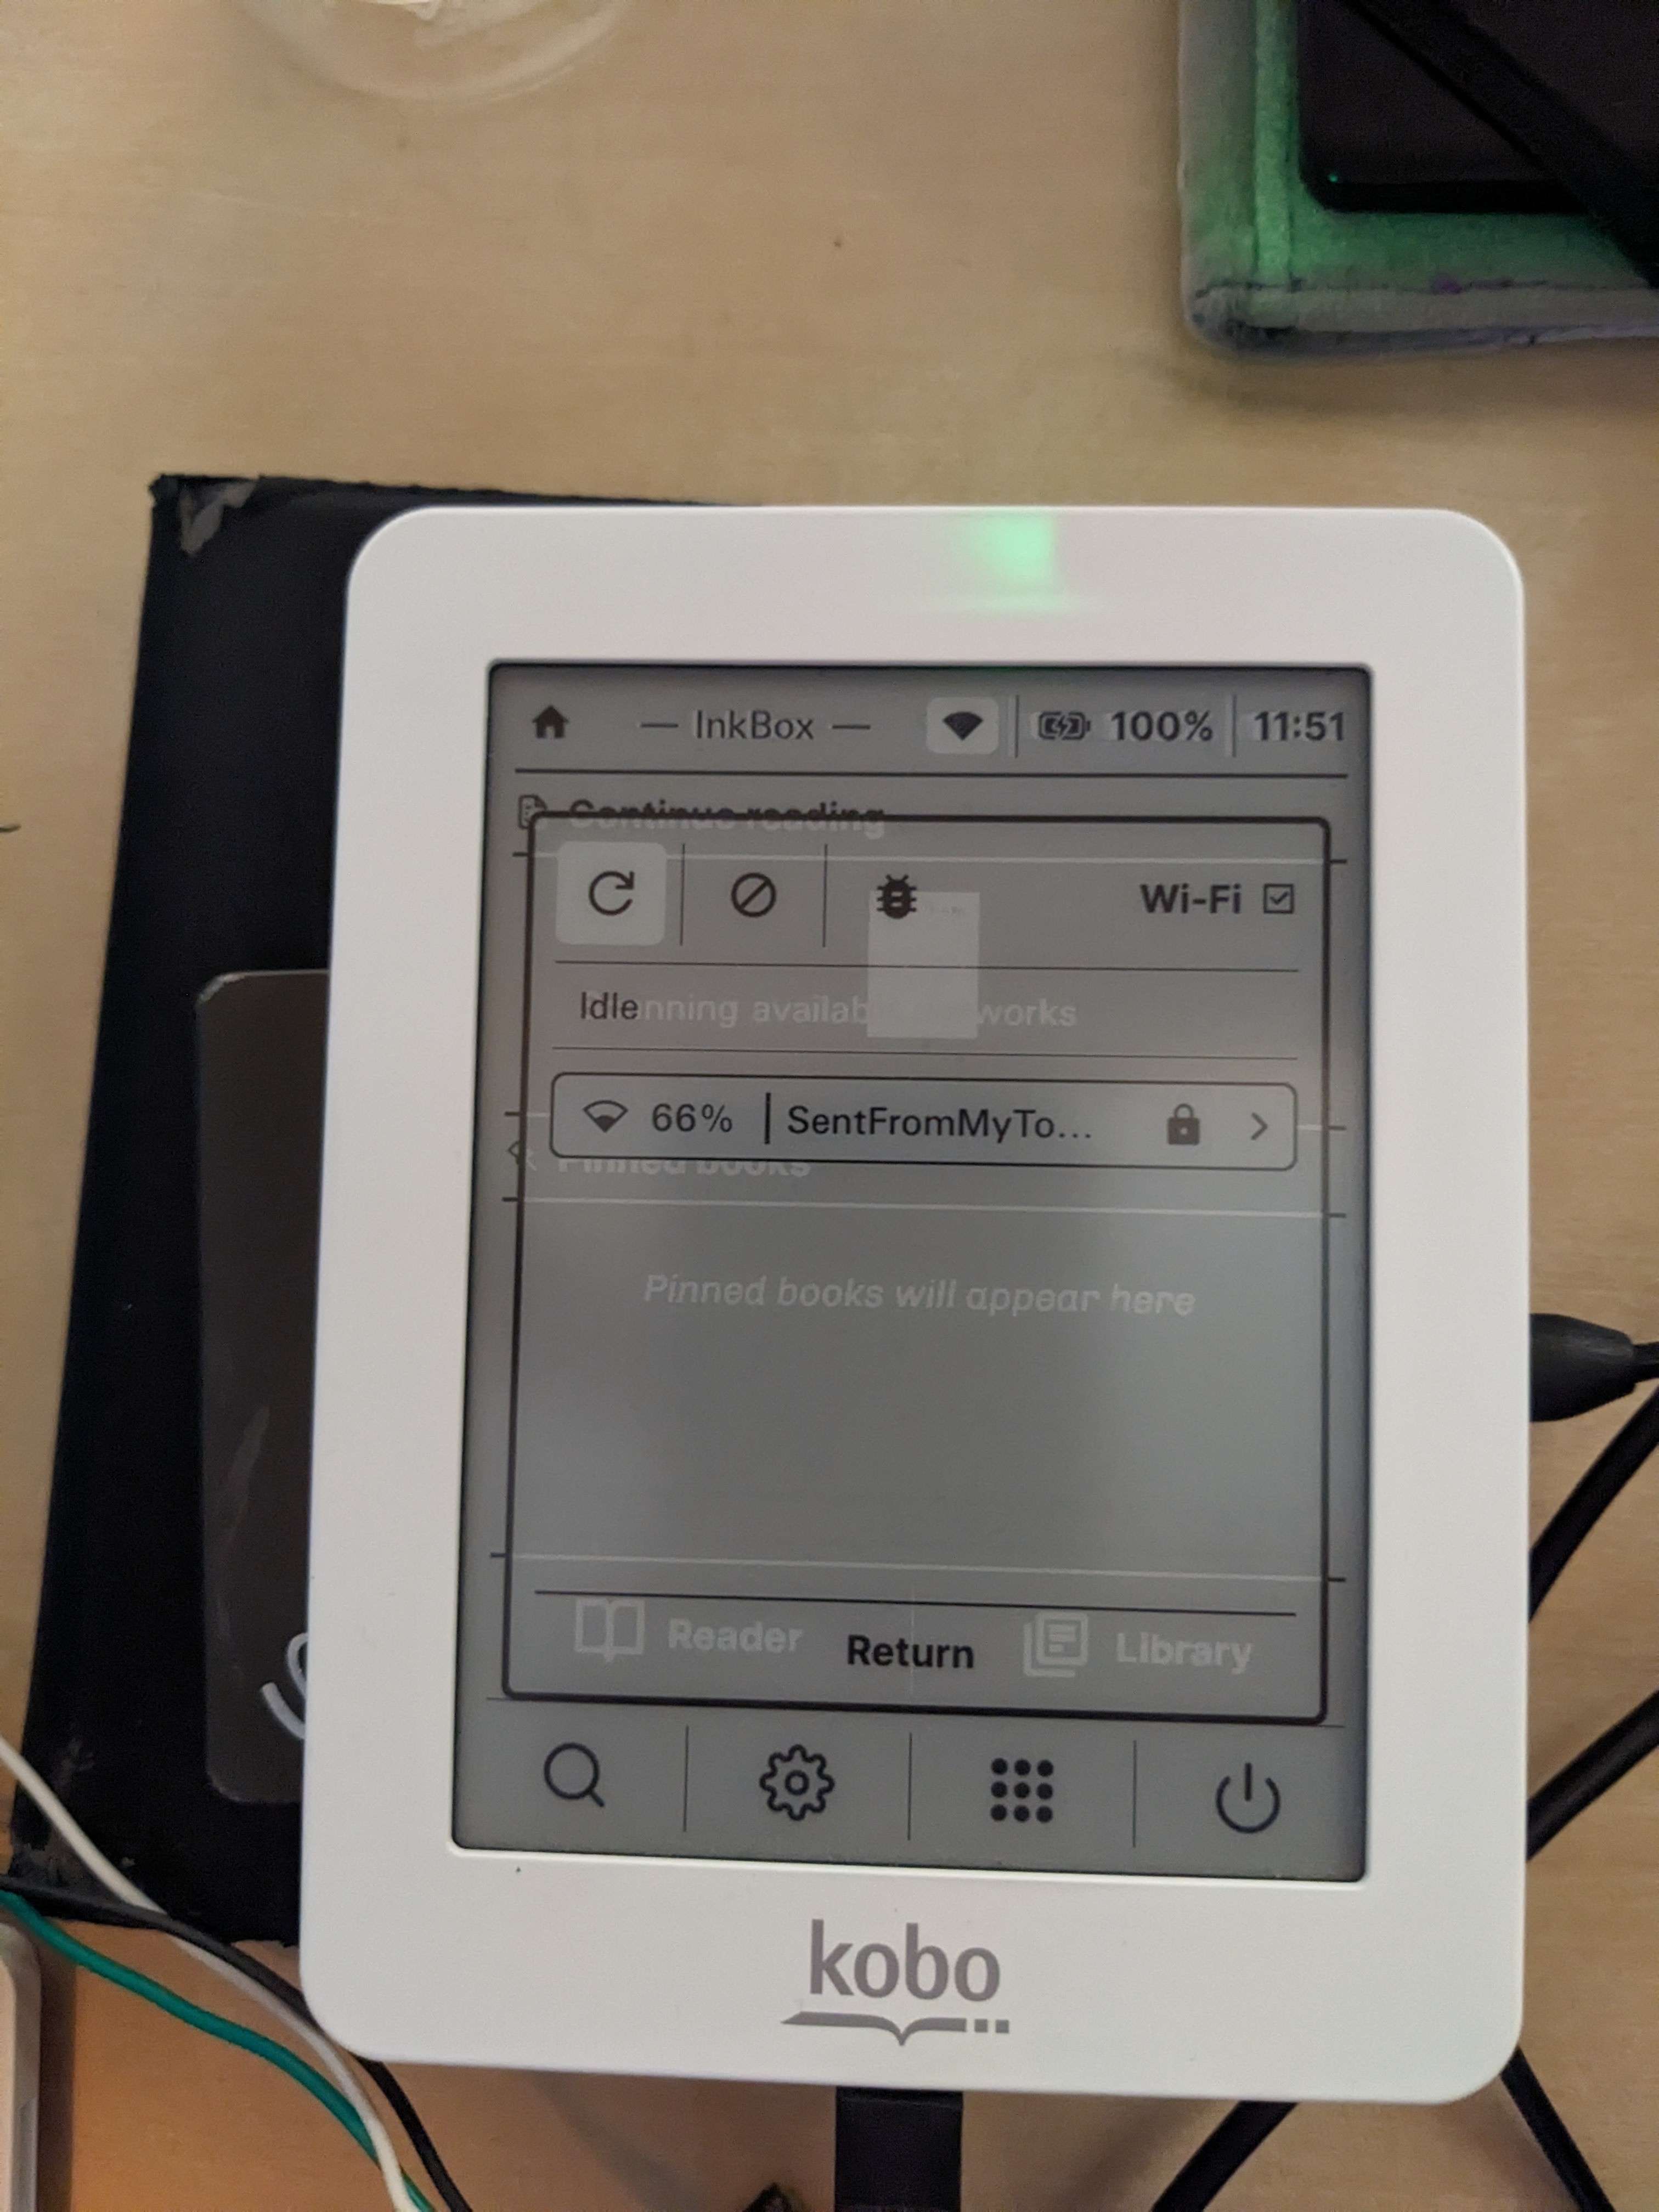 — InkBox — 100% 11:51
Continue reading
Wi-Fi
Idle
nning availab works
66% | SentFromMyTo...
Pinned books
Pinned books will appear here
Reader Return Library
kobo